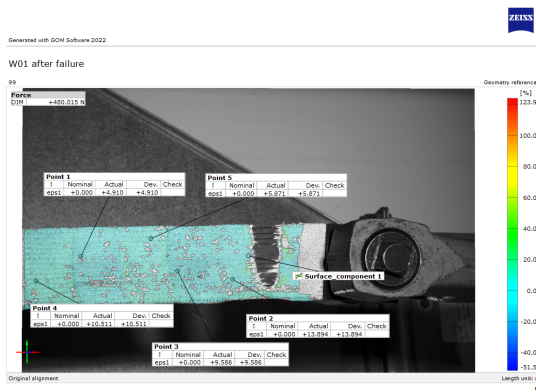 ZEISS
Generated with GOM Software 2022
W01 after failure
99
Geometry reference
[%]
Force
DIM +480.015 N
123.9
100.0
80.0
60.0
40.0
20.0
0.0
-20.0
-40.0
-51.5
Point 1
Nominal Actual Dev. Check
eps1 +0.000 +4.910 +4.910
Point 5
Nominal Actual Dev. Check
eps1 +0.000 +5.871 +5.871
Surface_component 1
Point 4
Nominal Actual Dev. Check
eps1 +0.000 +10.511 +10.511
Point 2
Nominal Actual Dev. Check
eps1 +0.000 +13.894 +13.894
Point 3
Nominal Actual Dev. Check
eps1 +0.000 +9.586 +9.586
Original alignment
Length unit: